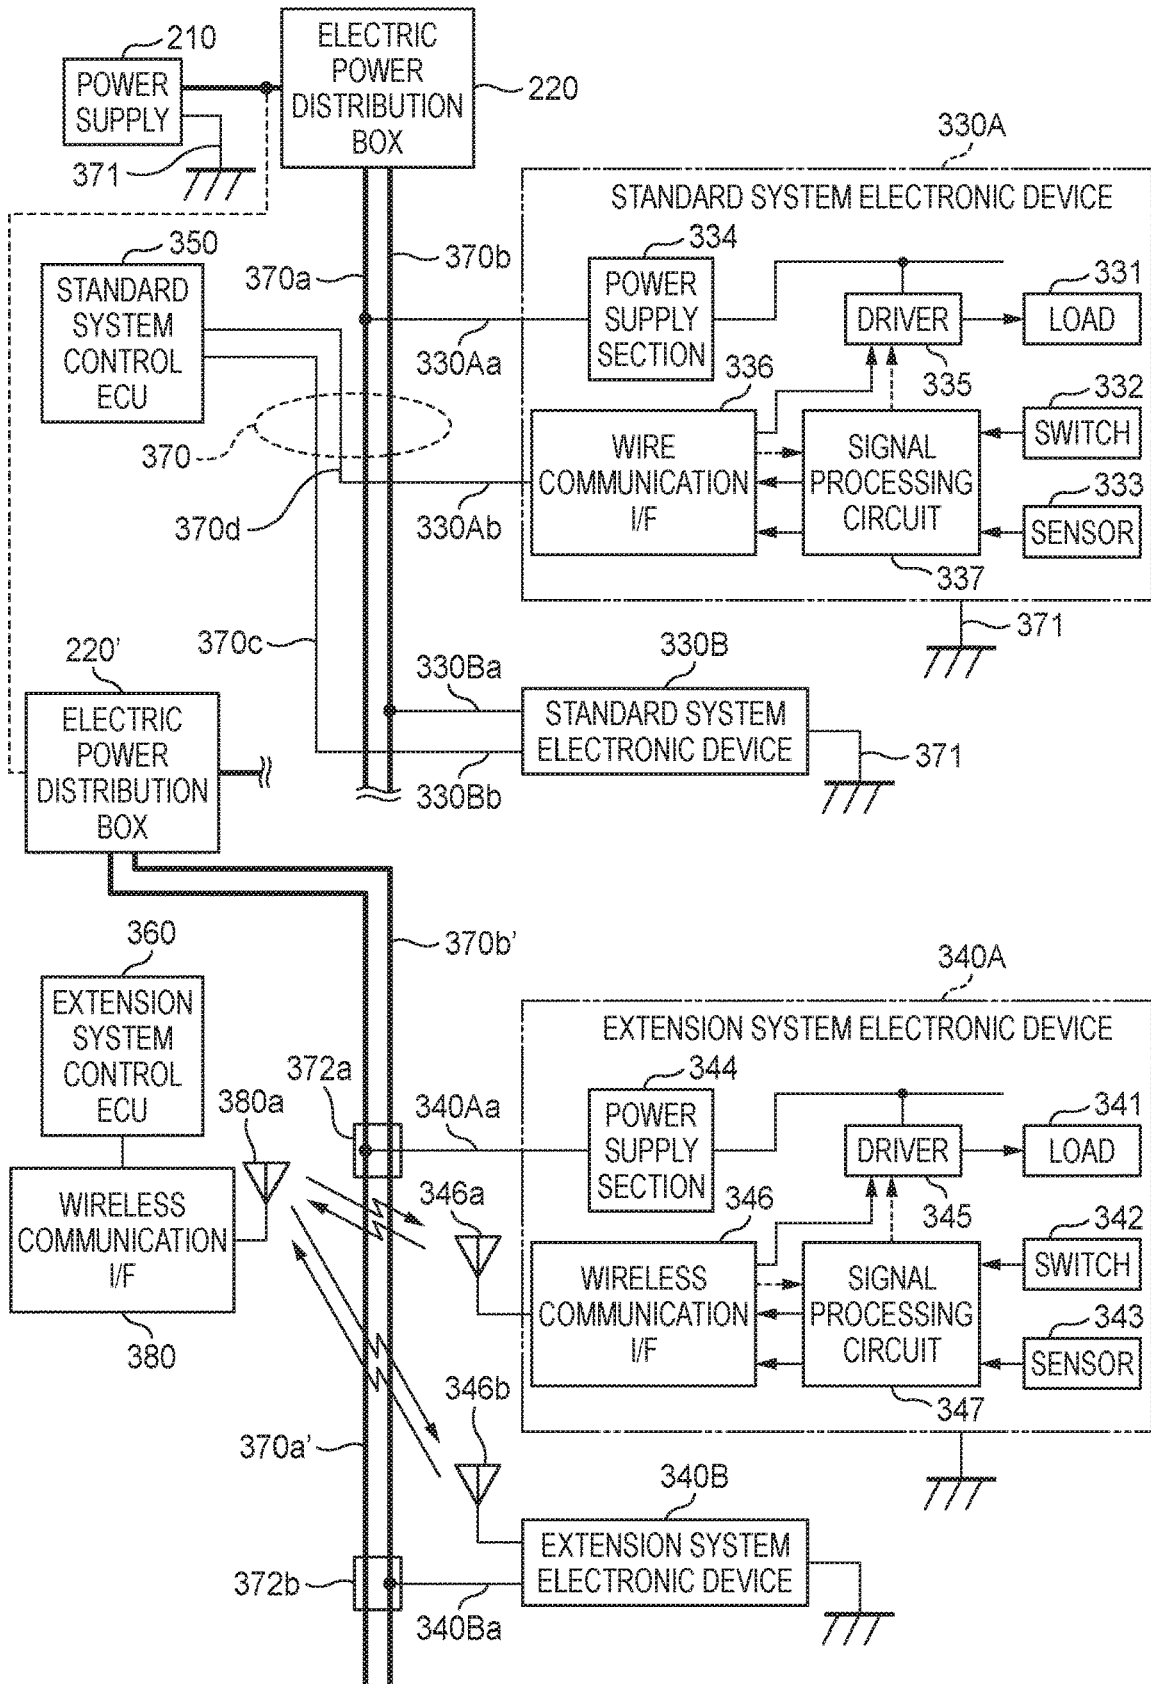 210
POWER
SUPPLY
371
ELECTRIC
POWER
DISTRIBUTION
BOX
220
330A
STANDARD SYSTEM ELECTRONIC DEVICE
350
STANDARD
SYSTEM
CONTROL
ECU
370a
370b
334
POWER
SUPPLY
SECTION
331
DRIVER
LOAD
330Aa
336
335
332
370
WIRE
COMMUNICATION
I/F
SIGNAL
PROCESSING
CIRCUIT
SWITCH
333
SENSOR
370d
330Ab
337
371
370c
220'
330Ba
330B
ELECTRIC
POWER
DISTRIBUTION
BOX
STANDARD SYSTEM
ELECTRONIC DEVICE
371
330Bb
360
370b'
340A
EXTENSION
SYSTEM
CONTROL
ECU
EXTENSION SYSTEM ELECTRONIC DEVICE
372a
344
380a
340Aa
POWER
SUPPLY
SECTION
341
DRIVER
LOAD
346a
346
345
342
WIRELESS
COMMUNICATION
I/F
380
WIRELESS
COMMUNICATION
I/F
SIGNAL
PROCESSING
CIRCUIT
SWITCH
343
SENSOR
346b
347
370a'
340B
372b
EXTENSION SYSTEM
ELECTRONIC DEVICE
340Ba